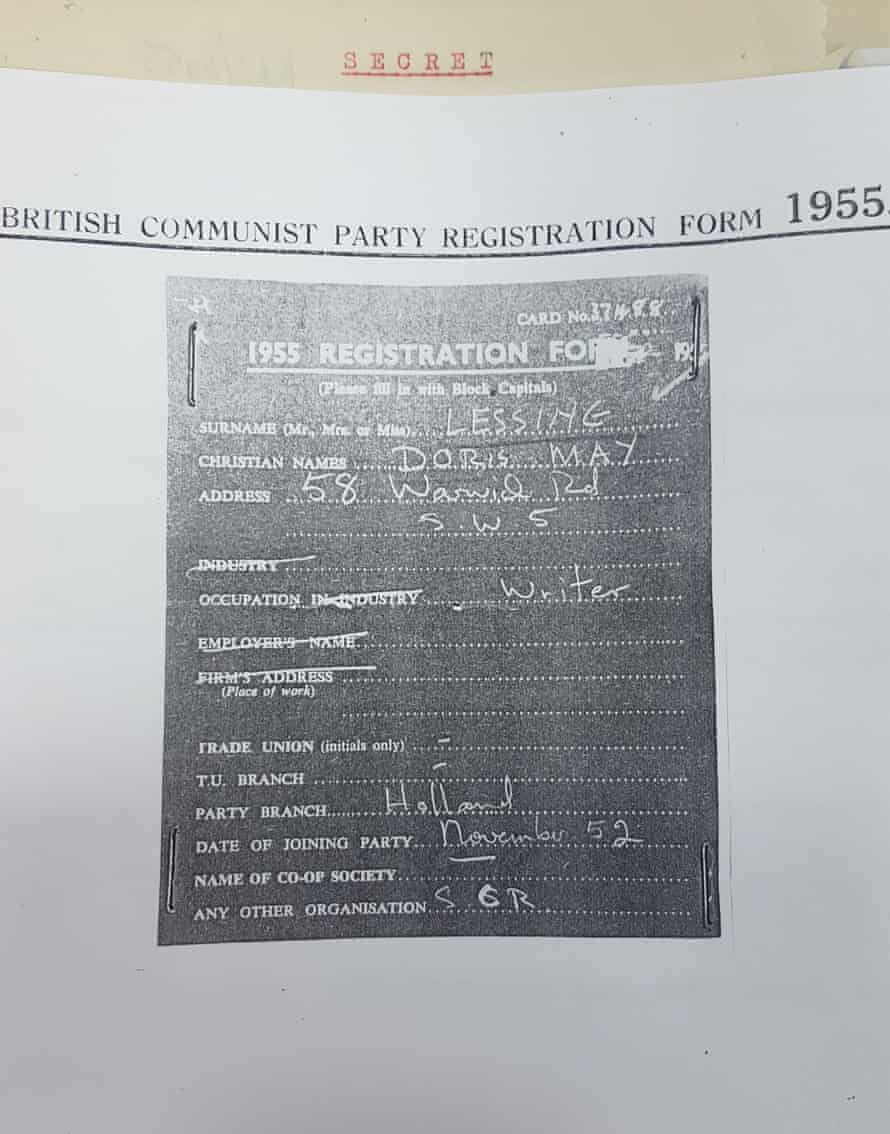 SECRET
BRITISH COMMUNIST PARTY REGISTRATION FORM 1955.
CARD No.
1955 REGISTRATION FOR
(Please fill in with Block Capitals)
SURNAME (Mr., Mrs. or Miss)....LESSING
CHRISTIAN NAMES ......DORIS MAY
ADDRESS ..58 Warwick Rd
S.W 5
INDUSTRY
OCCUPATION IN INDUSTRY Writer
EMPLOYER'S NAME
FIRM'S ADDRESS
(Place of work)
TRADE UNION (initials only) -
T.U. BRANCH -
PARTY BRANCH Holland
DATE OF JOINING PARTY November 52
NAME OF CO-OP SOCIETY
ANY OTHER ORGANISATION